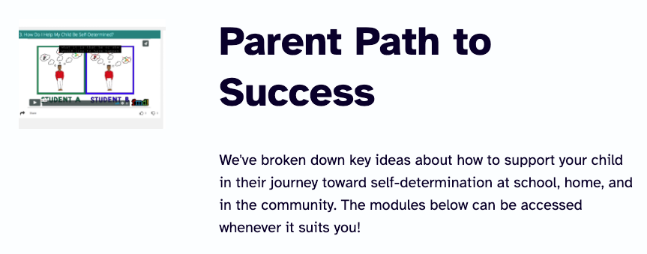 3. How Do I Help My Child Be Self-Determined?
STUDENT A
STUDENT B
Parent Path to
Success
We've broken down key ideas about how to support your child
in their journey toward self-determination at school, home, and
in the community. The modules below can be accessed
whenever it suits you!